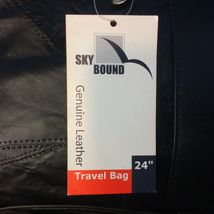 SKY
BOUND
Genuine Leather
Travel Bag
24"